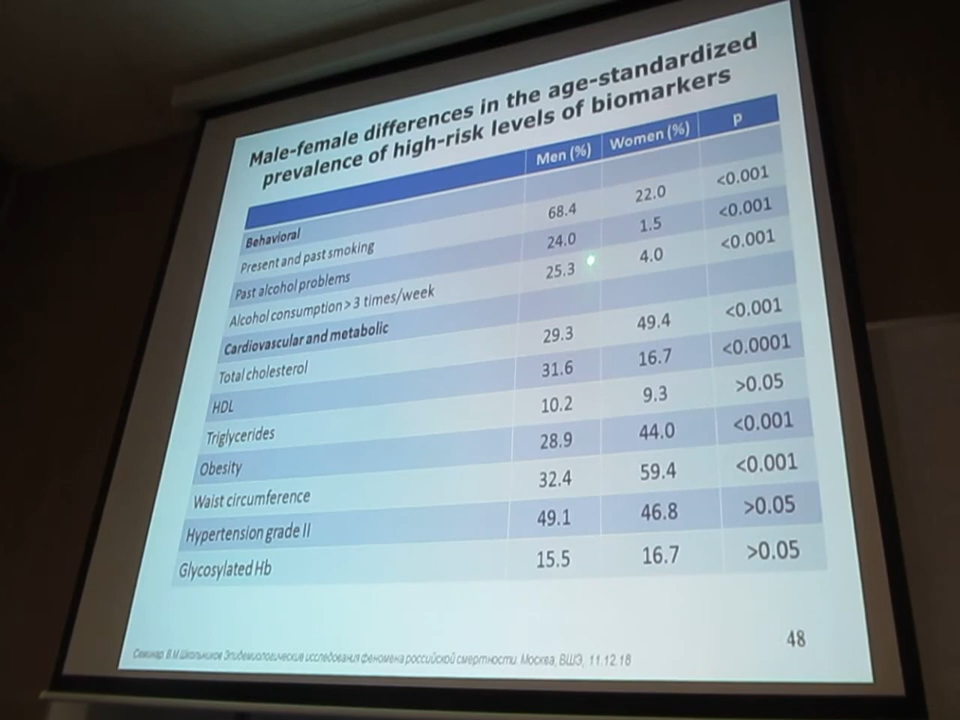 Male-female differences in the age-standardized
prevalence of high-risk levels of biomarkers
Men (%) Women (%) p
Behavioral
Present and past smoking 68.4 22.0 <0.001
Past alcohol problems 24.0 1.5 <0.001
Alcohol consumption > 3 times/week 25.3 4.0 <0.001
Cardiovascular and metabolic
Total cholesterol 29.3 49.4 <0.001
HDL 31.6 16.7 <0.0001
Triglycerides 10.2 9.3 >0.05
Obesity 28.9 44.0 <0.001
Waist circumference 32.4 59.4 <0.001
Hypertension grade II 49.1 46.8 >0.05
Glycosylated Hb 15.5 16.7 >0.05
48
Семинар. В.М.Школьников Эпидемиологические исследования феномена российской смертности. Москва, ВШЭ, 11.12.18